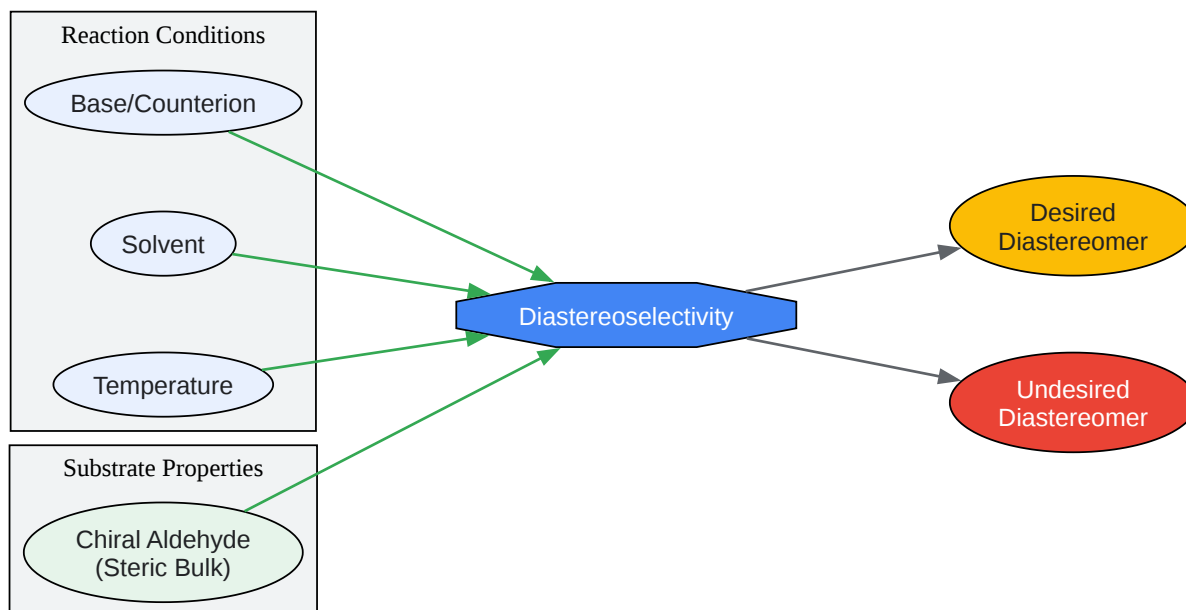 Reaction Conditions
Base/Counterion
Solvent
Temperature
Substrate Properties
Chiral Aldehyde
(Steric Bulk)
Diastereoselectivity
Desired
Diastereomer
Undesired
Diastereomer